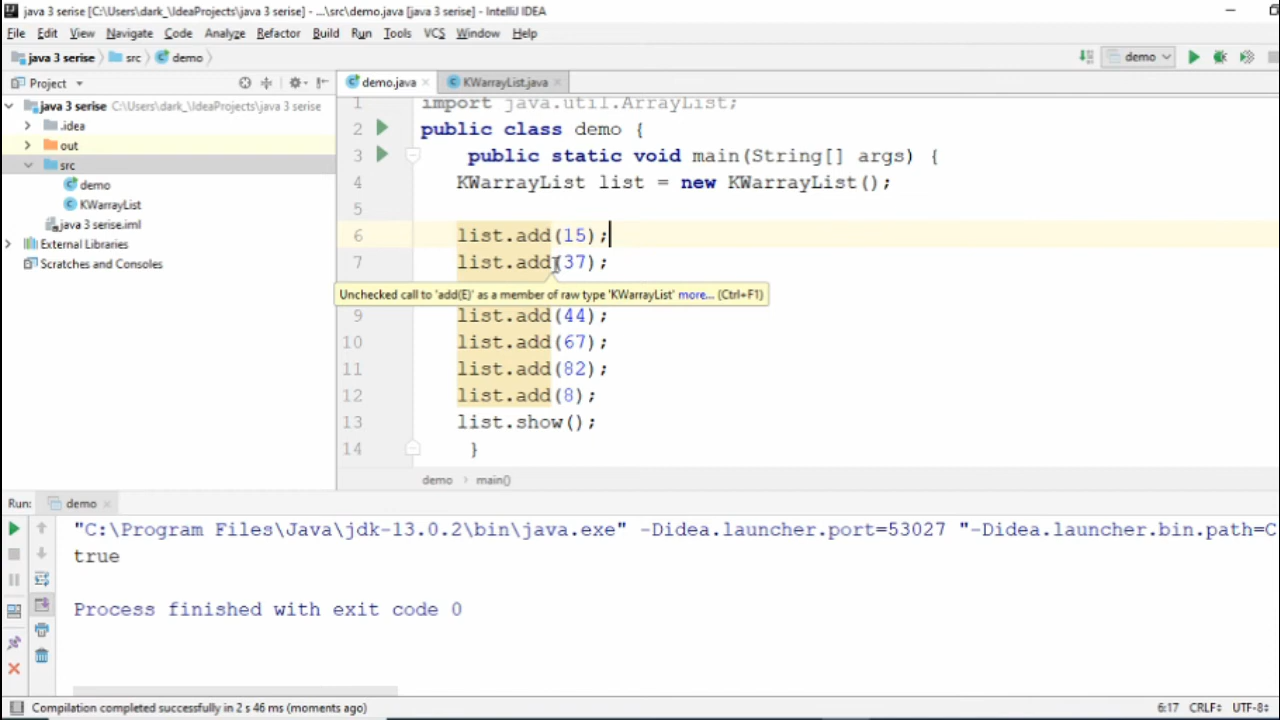 java 3 serise [C:\Users\dark_\IdeaProjects\java 3 serise] - ...\src\demo.java [java 3 serise] - IntelliJ IDEA
File Edit View Navigate Code Analyze Refactor Build Run Tools VCS Window Help
java 3 serise src demo demo
Project demo.java KWarrayList.java
java 3 serise C:\Users\dark_\IdeaProjects\java 3 serise
.idea
out
src
demo
KWarrayList
java 3 serise.iml
External Libraries
Scratches and Consoles
1 import java.util.ArrayList;
2 public class demo {
3 public static void main(String[] args) {
4 KWarrayList list = new KWarrayList();
5
6 list.add(15);
7 list.add(37);
Unchecked call to 'add(E)' as a member of raw type 'KWarrayList' more... (Ctrl+F1)
9 list.add(44);
10 list.add(67);
11 list.add(82);
12 list.add(8);
13 list.show();
14 }
demo main()
Run: demo
"C:\Program Files\Java\jdk-13.0.2\bin\java.exe" -Didea.launcher.port=53027 "-Didea.launcher.bin.path=C
true
Process finished with exit code 0
Compilation completed successfully in 2 s 46 ms (moments ago) 6:17 CRLF UTF-8